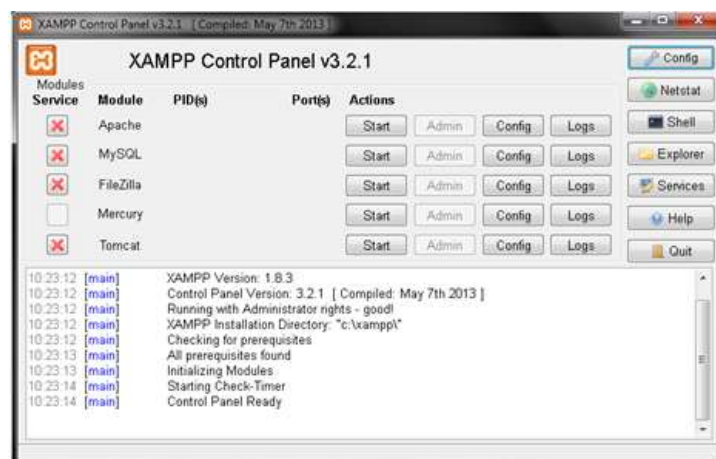 XAMPP Control Panel v3.2.1 [ Compiled: May 7th 2013 ]
XAMPP Control Panel v3.2.1
Config
Modules
Service Module PID(s) Port(s) Actions
Netstat
Apache Start Admin Config Logs
Shell
MySQL Start Admin Config Logs
Explorer
FileZilla Start Admin Config Logs
Services
Mercury Start Admin Config Logs
Help
Tomcat Start Admin Config Logs
Quit
10:23:12 [main] XAMPP Version: 1.8.3
10:23:12 [main] Control Panel Version: 3.2.1 [ Compiled: May 7th 2013 ]
10:23:12 [main] Running with Administrator rights - good!
10:23:12 [main] XAMPP Installation Directory: "c:\xampp\"
10:23:12 [main] Checking for prerequisites
10:23:13 [main] All prerequisites found
10:23:13 [main] Initializing Modules
10:23:14 [main] Starting Check-Timer
10:23:14 [main] Control Panel Ready